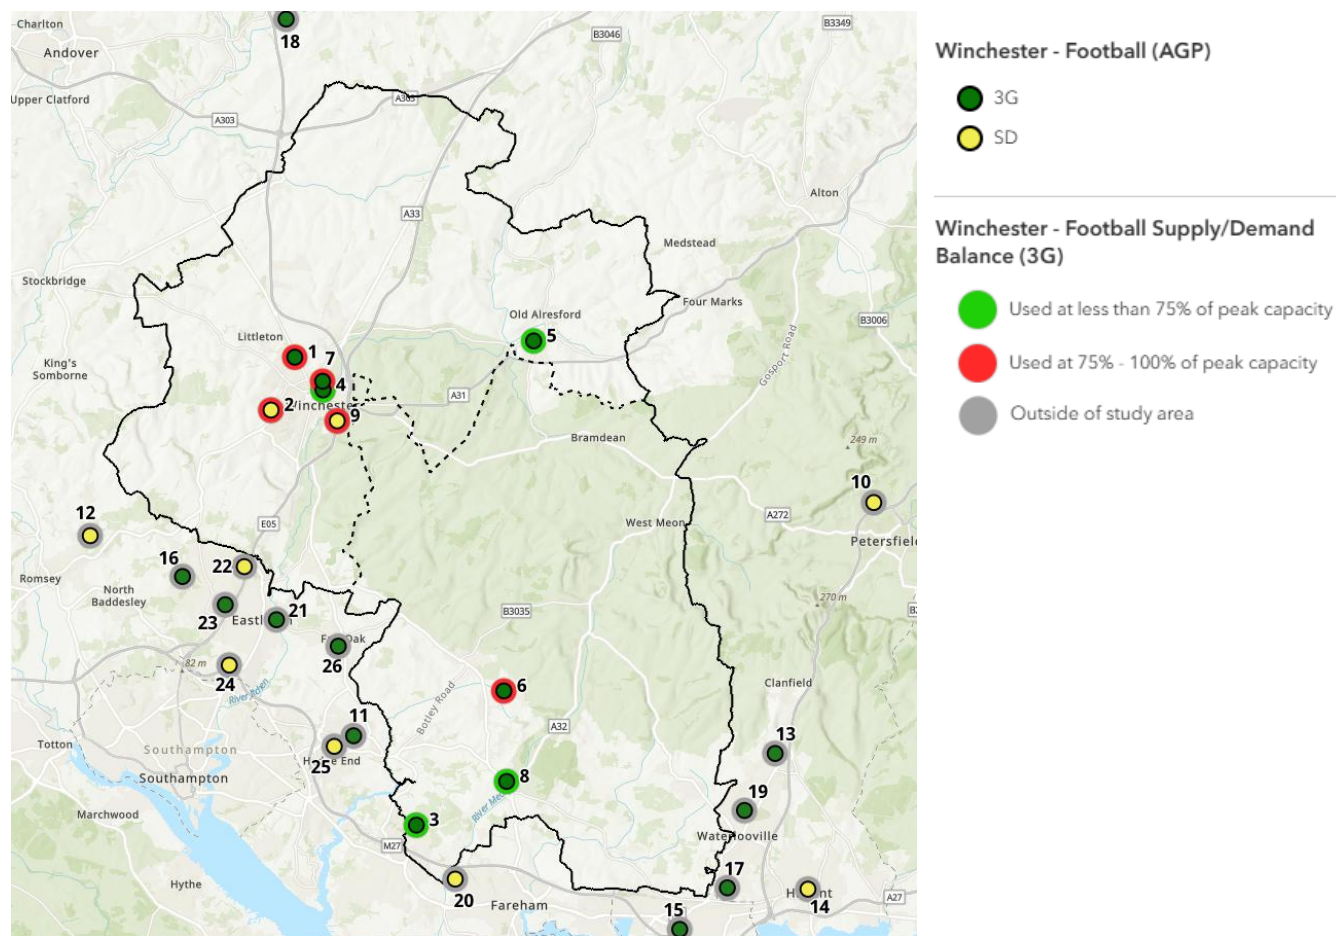 Charlton
18
B3046
B3349
Andover
Upper Clatford
A303
A303
Alton
A33
Medstead
Stockbridge
Four Marks
Old Alresford
B3006
Littleton
5
1
7
King's
Somborne
4
Gosport Road
A31
2
9
Bramdean
249 m
10
12
E05
West Meon
A272
16
22
Romsey
North
Baddesley
23
21
B3035
270 m
26
82 m
24
6
Clanfield
Botley Road
11
A32
13
Totton
Southampton
25
Southampton
8
19
Marchwood
3
Waterlooville
M27
17
Hythe
20
14
A27
Fareham
15
Winchester - Football (AGP)
3G
SD
Winchester - Football Supply/Demand
Balance (3G)
Used at less than 75% of peak capacity
Used at 75% - 100% of peak capacity
Outside of study area